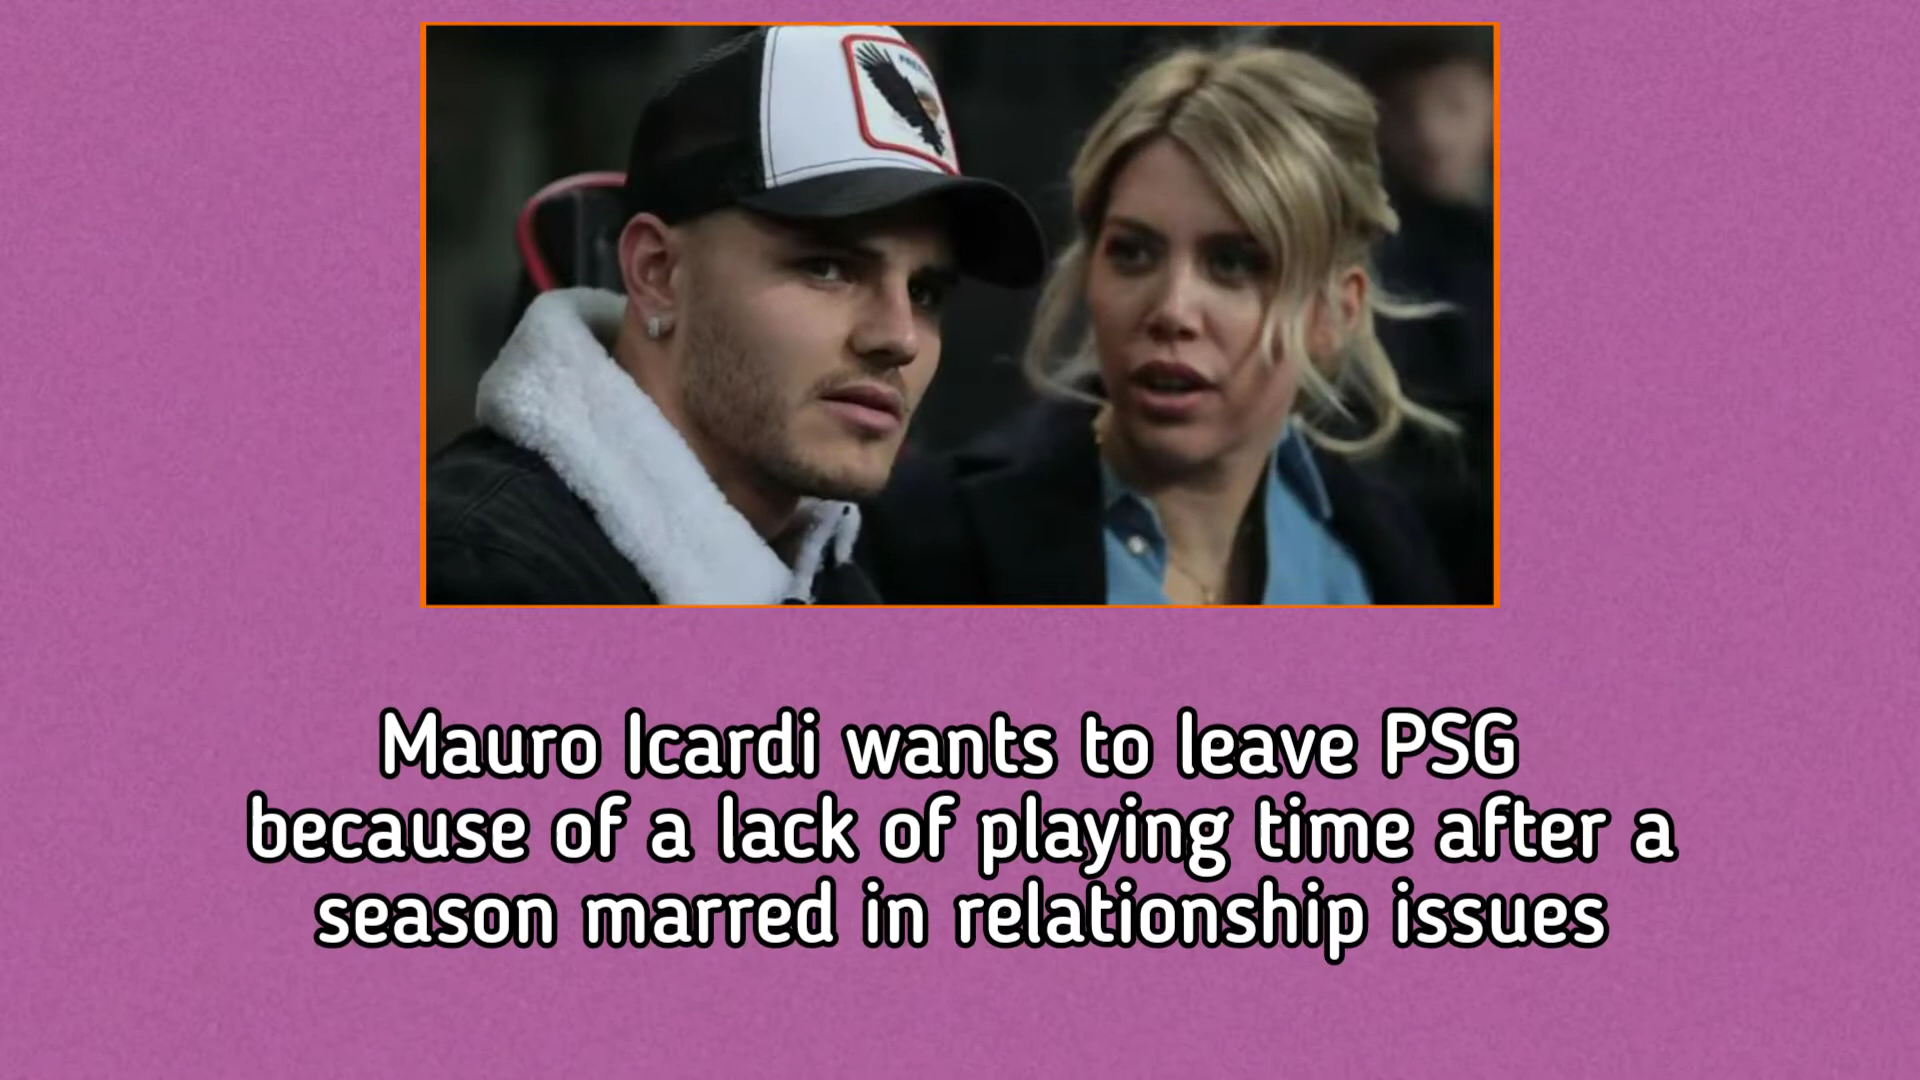 Mauro Icardi wants to leave PSG
because of a lack of playing time after a
season marred in relationship issues